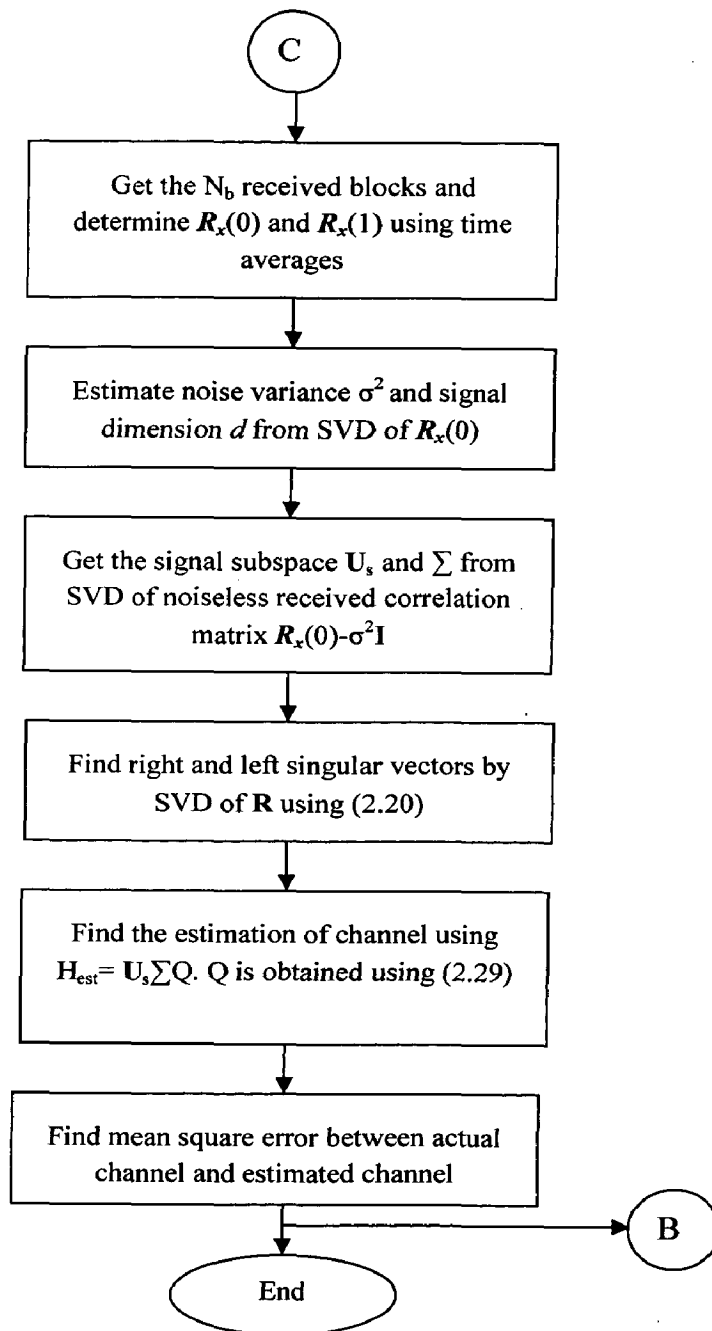 C
Get the N_b received blocks and
determine R_x(0) and R_x(1) using time
averages
Estimate noise variance σ² and signal
dimension d from SVD of R_x(0)
Get the signal subspace U_s and ∑ from
SVD of noiseless received correlation
matrix R_x(0)-σ²I
Find right and left singular vectors by
SVD of R using (2.20)
Find the estimation of channel using
H_est= U_s∑Q. Q is obtained using (2.29)
Find mean square error between actual
channel and estimated channel
B
End